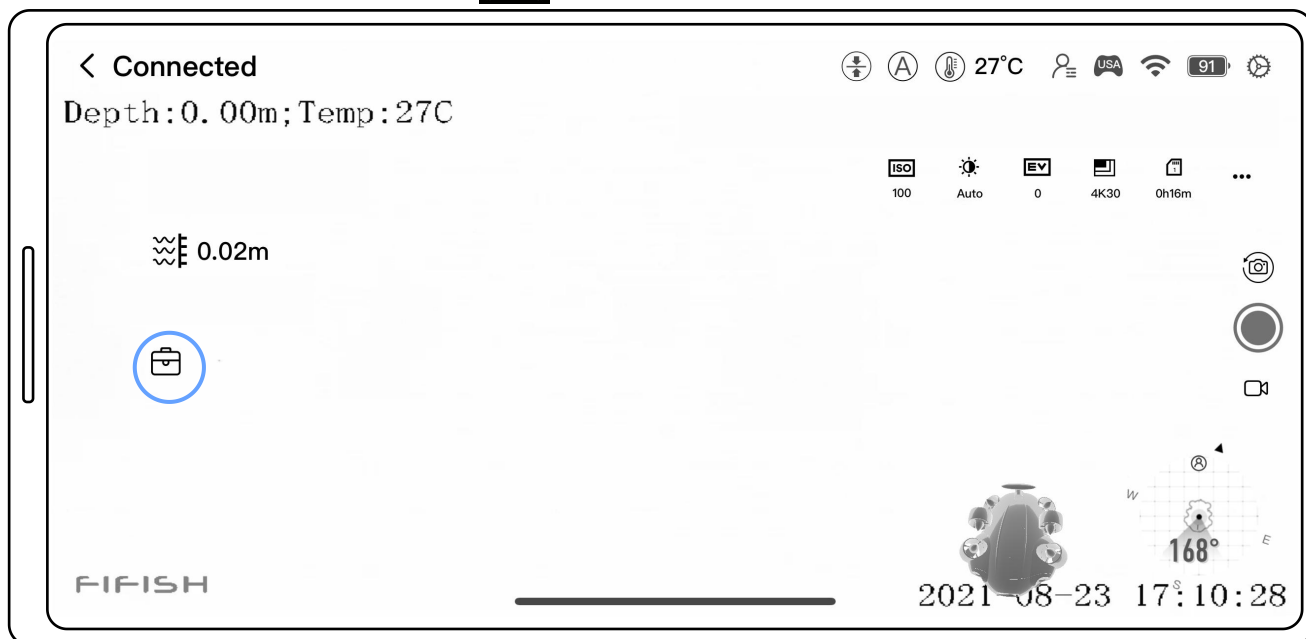 Connected
A 27°C USA 91
Depth:0.00m;Temp:27C
ISO EV
100 Auto 0 4K30 0h16m
0.02m
W
168°
E
FIFISH
S
2021-08-23 17:10:28